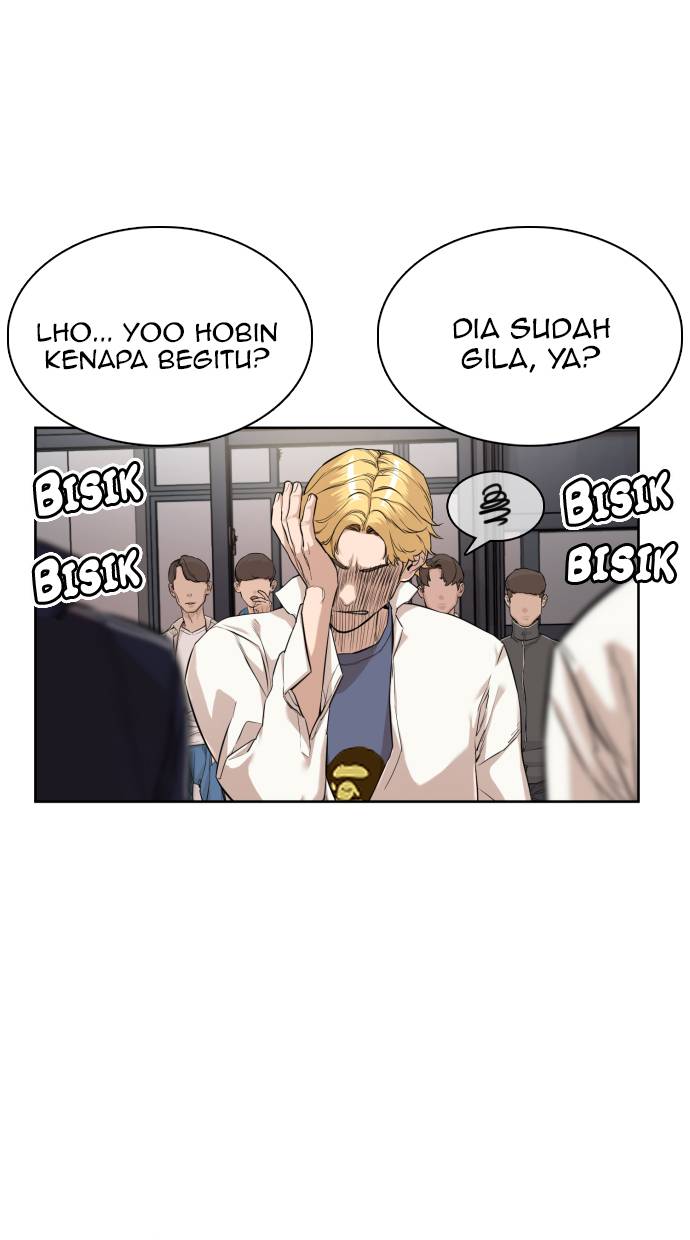 LHO... YOO HOBIN
KENAPA BEGITU?
DIA SUDAH
GILA, YA?
BISIK
BISIK
BISIK
BISIK